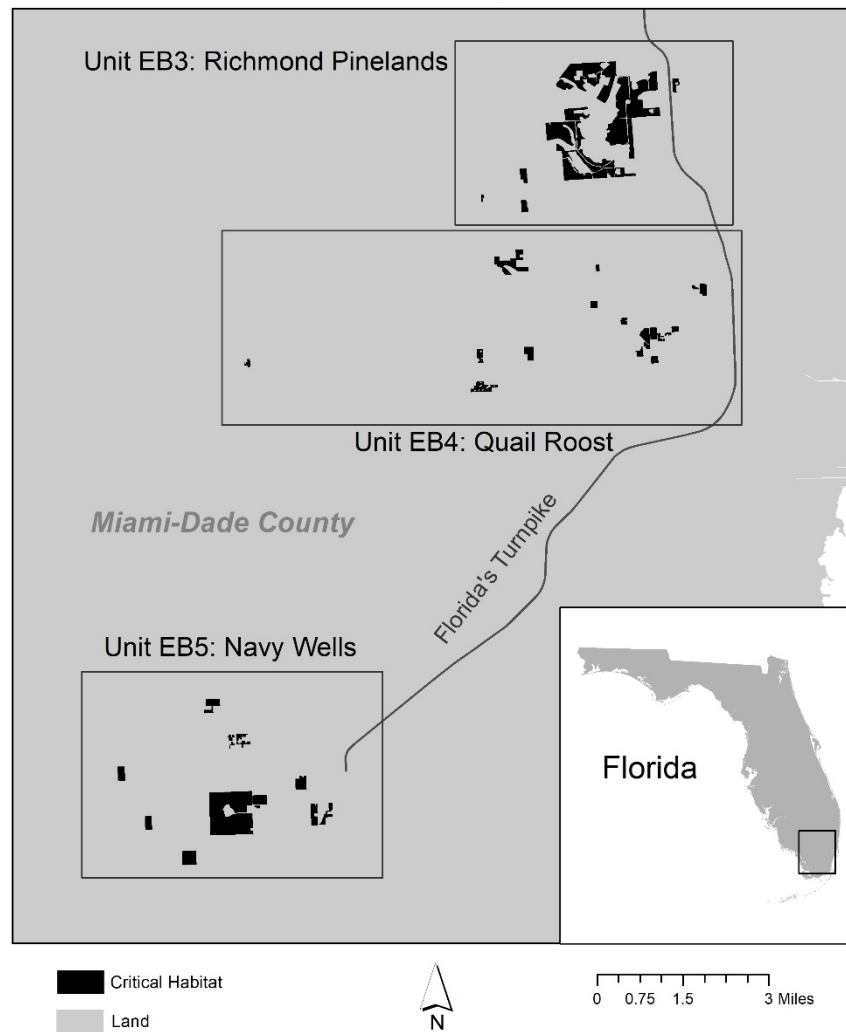 Unit EB3: Richmond Pinelands
Unit EB4: Quail Roost
Miami-Dade County
Florida's Turnpike
Unit EB5: Navy Wells
Florida
Critical Habitat
Land
N
0 0.75 1.5 3 Miles